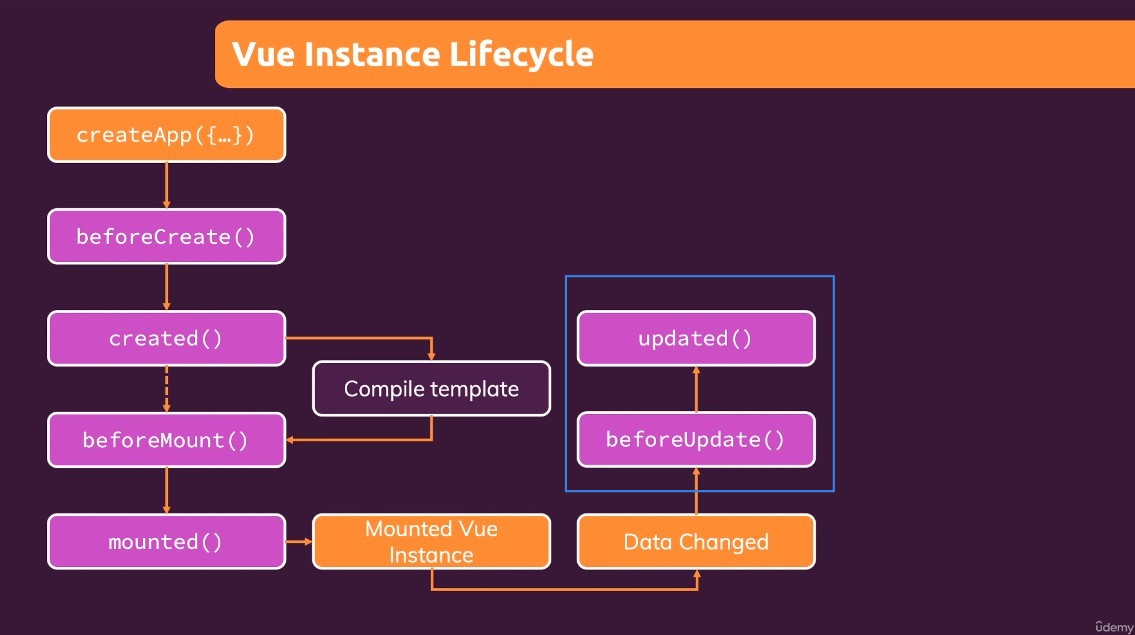 Vue Instance Lifecycle
createApp({…})
beforeCreate()
created()
Compile template
beforeMount()
mounted()
Mounted Vue
Instance
Data Changed
beforeUpdate()
updated()
ûdemy